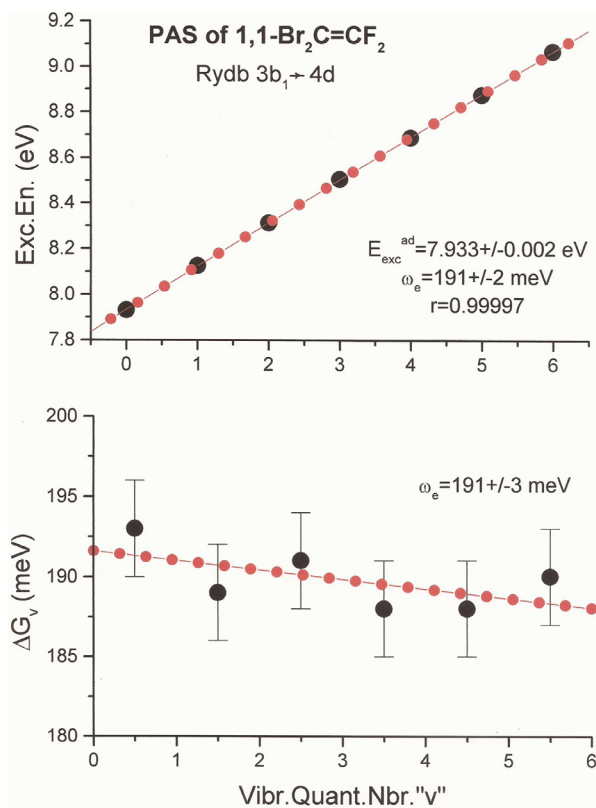 PAS of 1,1-Br₂C=CF₂
Rydb 3b₁→4d
9.2
9.0
8.8
8.6
8.4
8.2
8.0
7.8
Exc.En. (eV)
E_exc^ad=7.933+/-0.002 eV
ωₑ=191+/-2 meV
r=0.99997
0 1 2 3 4 5 6
200
195
190
185
180
ΔGᵥ (meV)
ωₑ=191+/-3 meV
0 1 2 3 4 5 6
Vibr.Quant.Nbr."v"